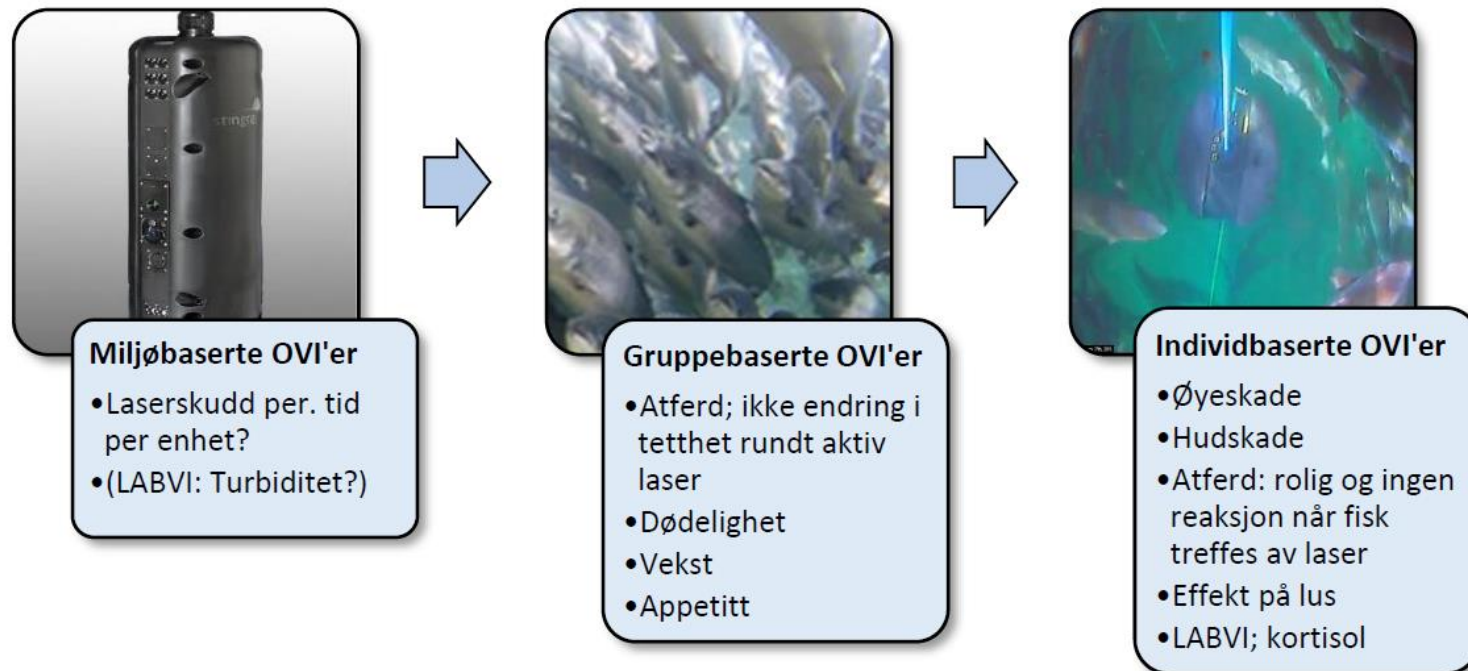 stingray
Miljøbaserte OVI'er
•Laserskudd per. tid
per enhet?
•(LABVI: Turbiditet?)
Gruppebaserte OVI'er
•Atferd; ikke endring i
tetthet rundt aktiv
laser
•Dødelighet
•Vekst
•Appetitt
Individbaserte OVI'er
•Øyeskade
•Hudskade
•Atferd: rolig og ingen
reaksjon når fisk
treffes av laser
•Effekt på lus
•LABVI; kortisol